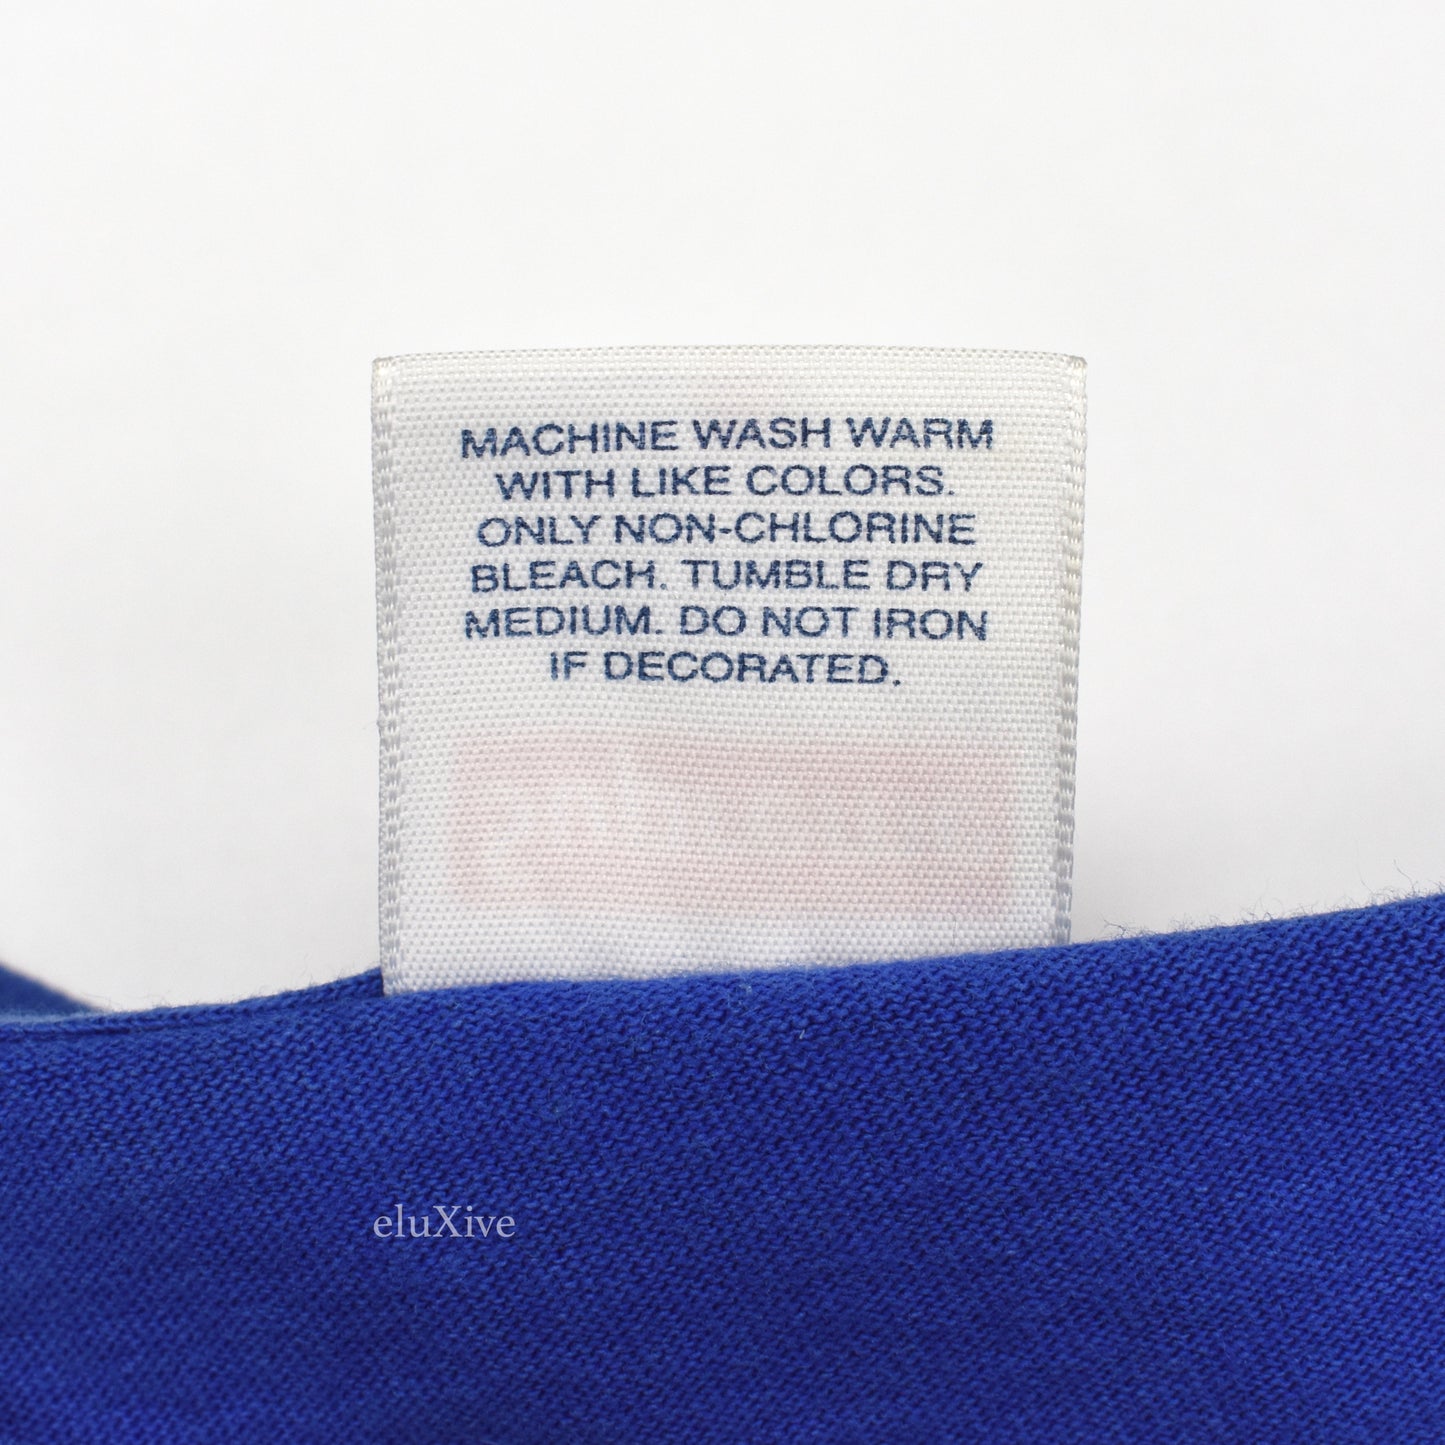 MACHINE WASH WARM
WITH LIKE COLORS.
ONLY NON-CHLORINE
BLEACH. TUMBLE DRY
MEDIUM. DO NOT IRON
IF DECORATED.
eluXive